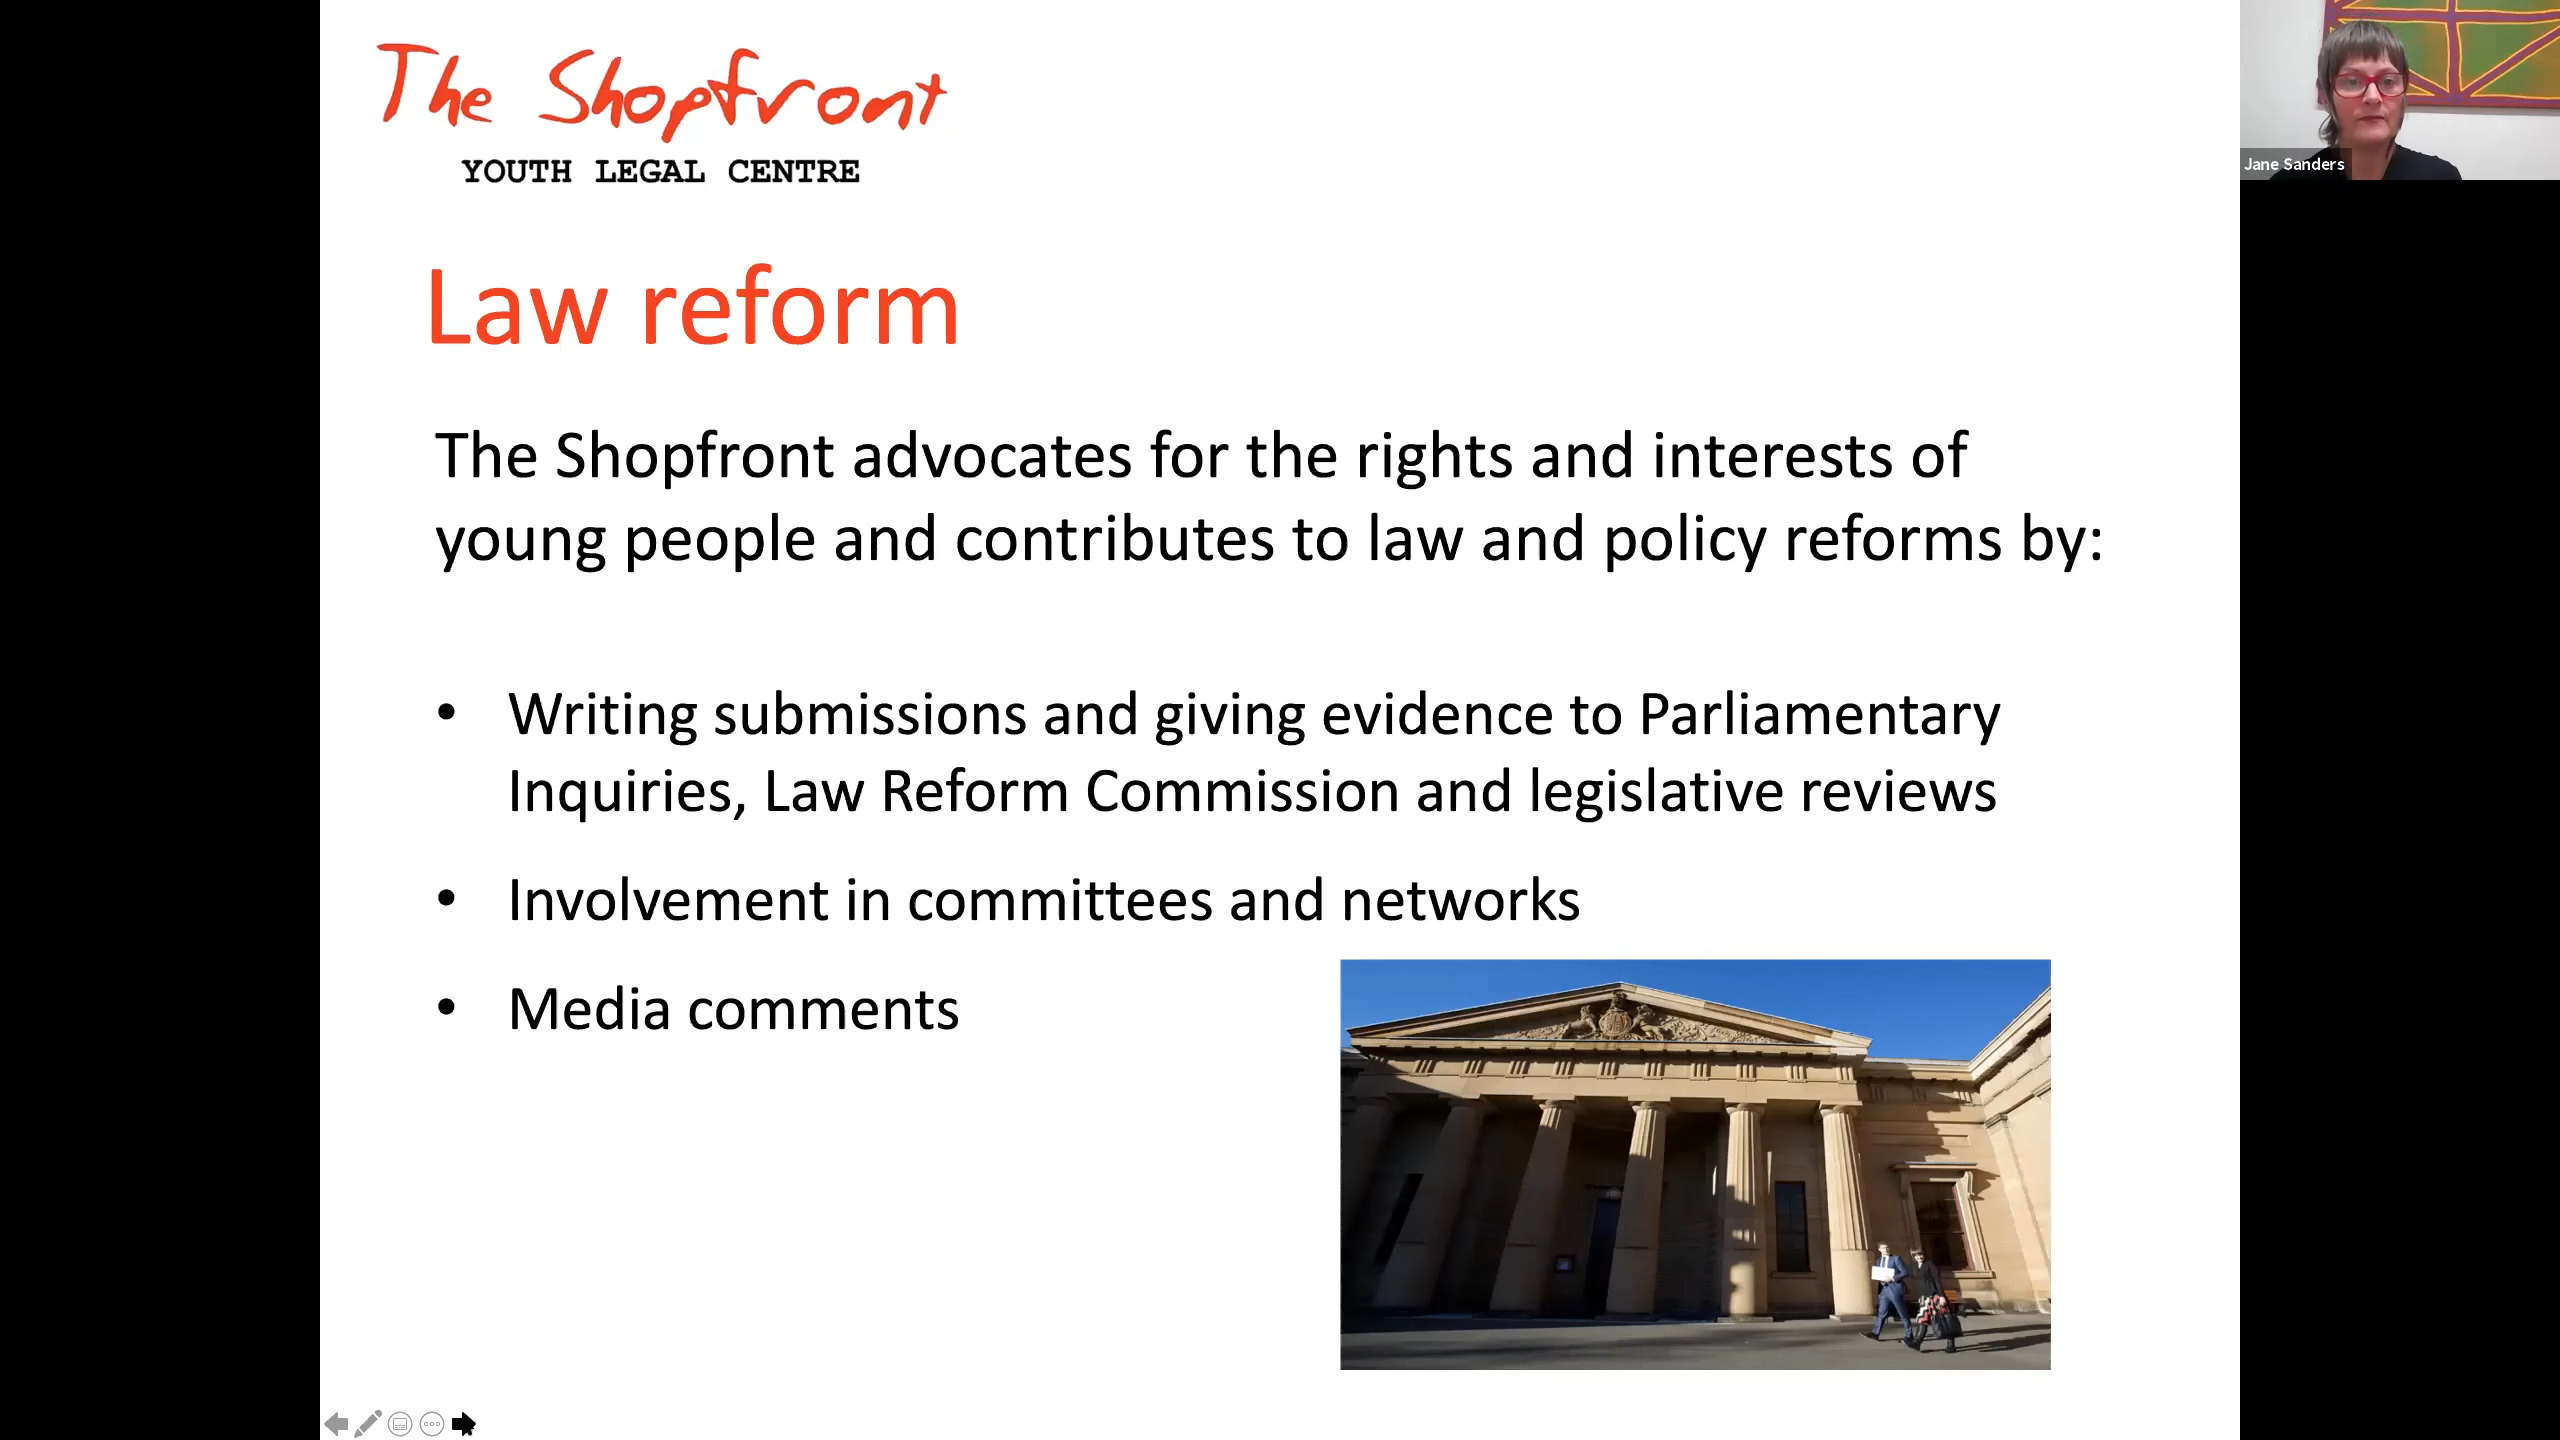 The Shopfront
YOUTH LEGAL CENTRE
Jane Sanders
Law reform
The Shopfront advocates for the rights and interests of
young people and contributes to law and policy reforms by:
• Writing submissions and giving evidence to Parliamentary
Inquiries, Law Reform Commission and legislative reviews
• Involvement in committees and networks
• Media comments